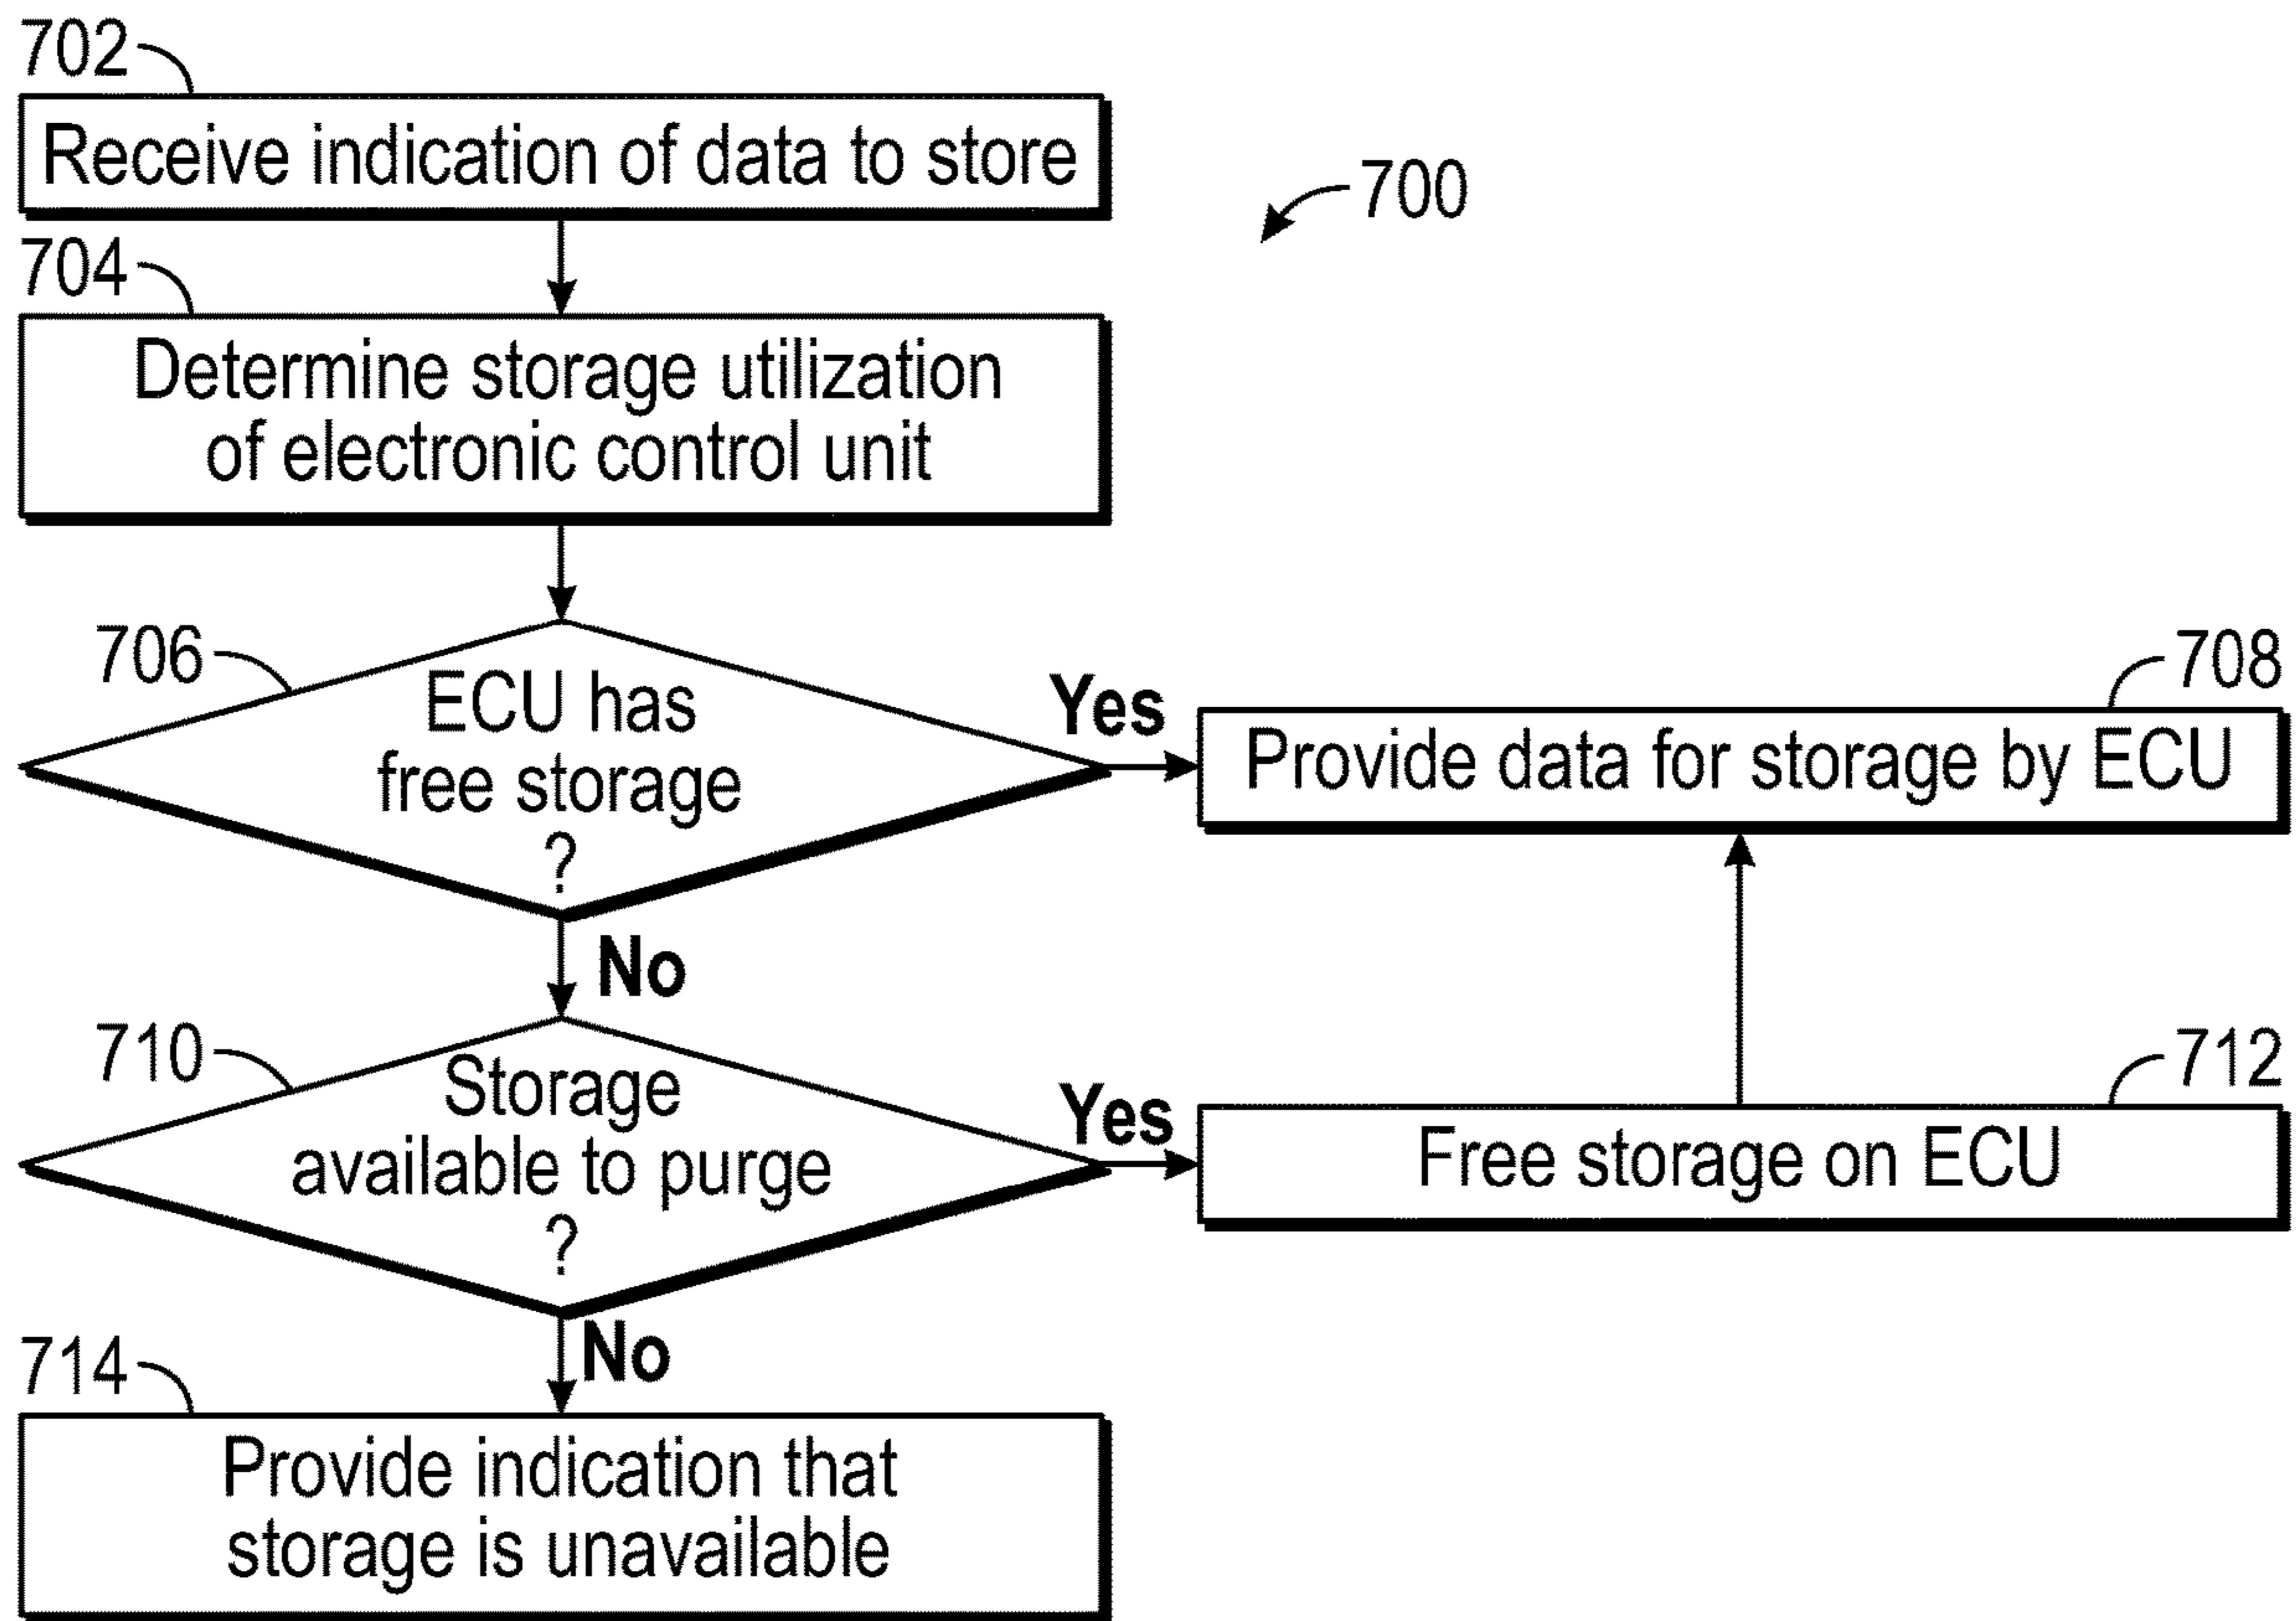 702
Receive indication of data to store
700
704
Determine storage utilization
of electronic control unit
706
ECU has
free storage
?
Yes
708
Provide data for storage by ECU
No
710
Storage
available to purge
?
Yes
712
Free storage on ECU
No
714
Provide indication that
storage is unavailable